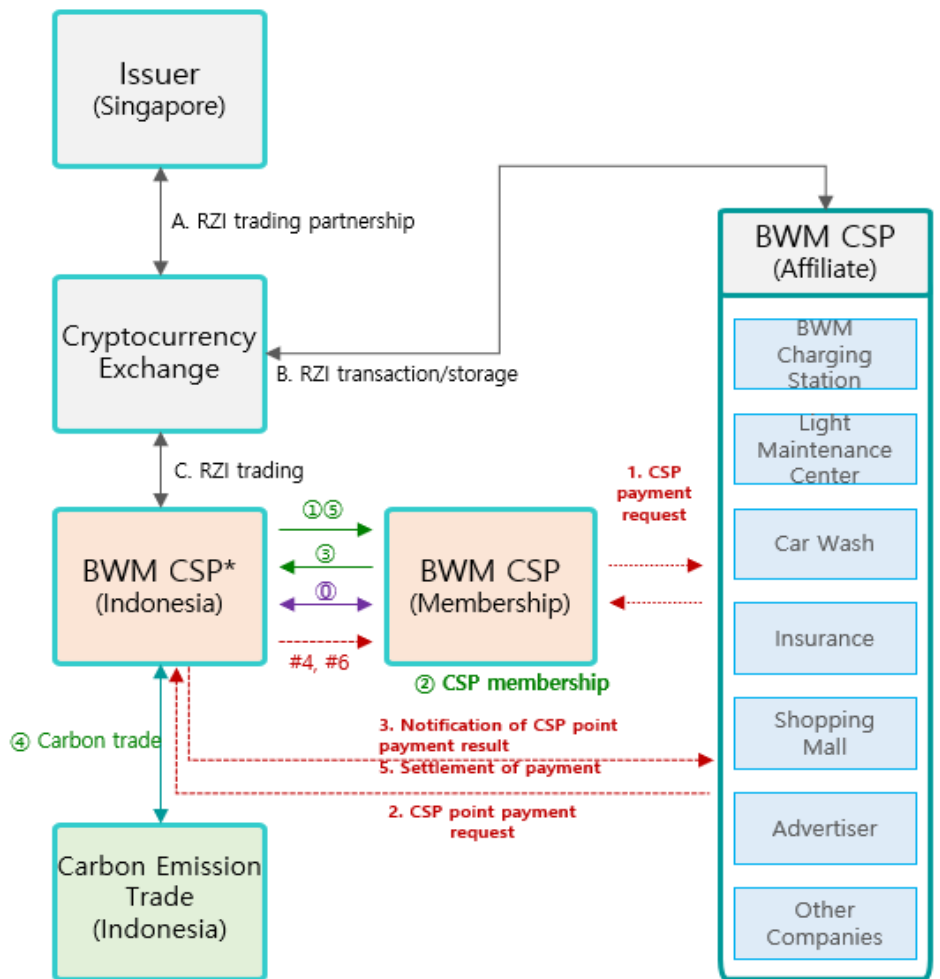 Issuer
(Singapore)
A. RZI trading partnership
BWM CSP
(Affiliate)
Cryptocurrency
Exchange
B. RZI transaction/storage
BWM
Charging
Station
Light
Maintenance
Center
C. RZI trading
1. CSP
payment
request
BWM CSP*
(Indonesia)
①⑤
③
⓪
#4, #6
BWM CSP
(Membership)
② CSP membership
Car Wash
Insurance
Shopping
Mall
Advertiser
Other
Companies
④ Carbon trade
3. Notification of CSP point
payment result
5. Settlement of payment
2. CSP point payment
request
Carbon Emission
Trade
(Indonesia)